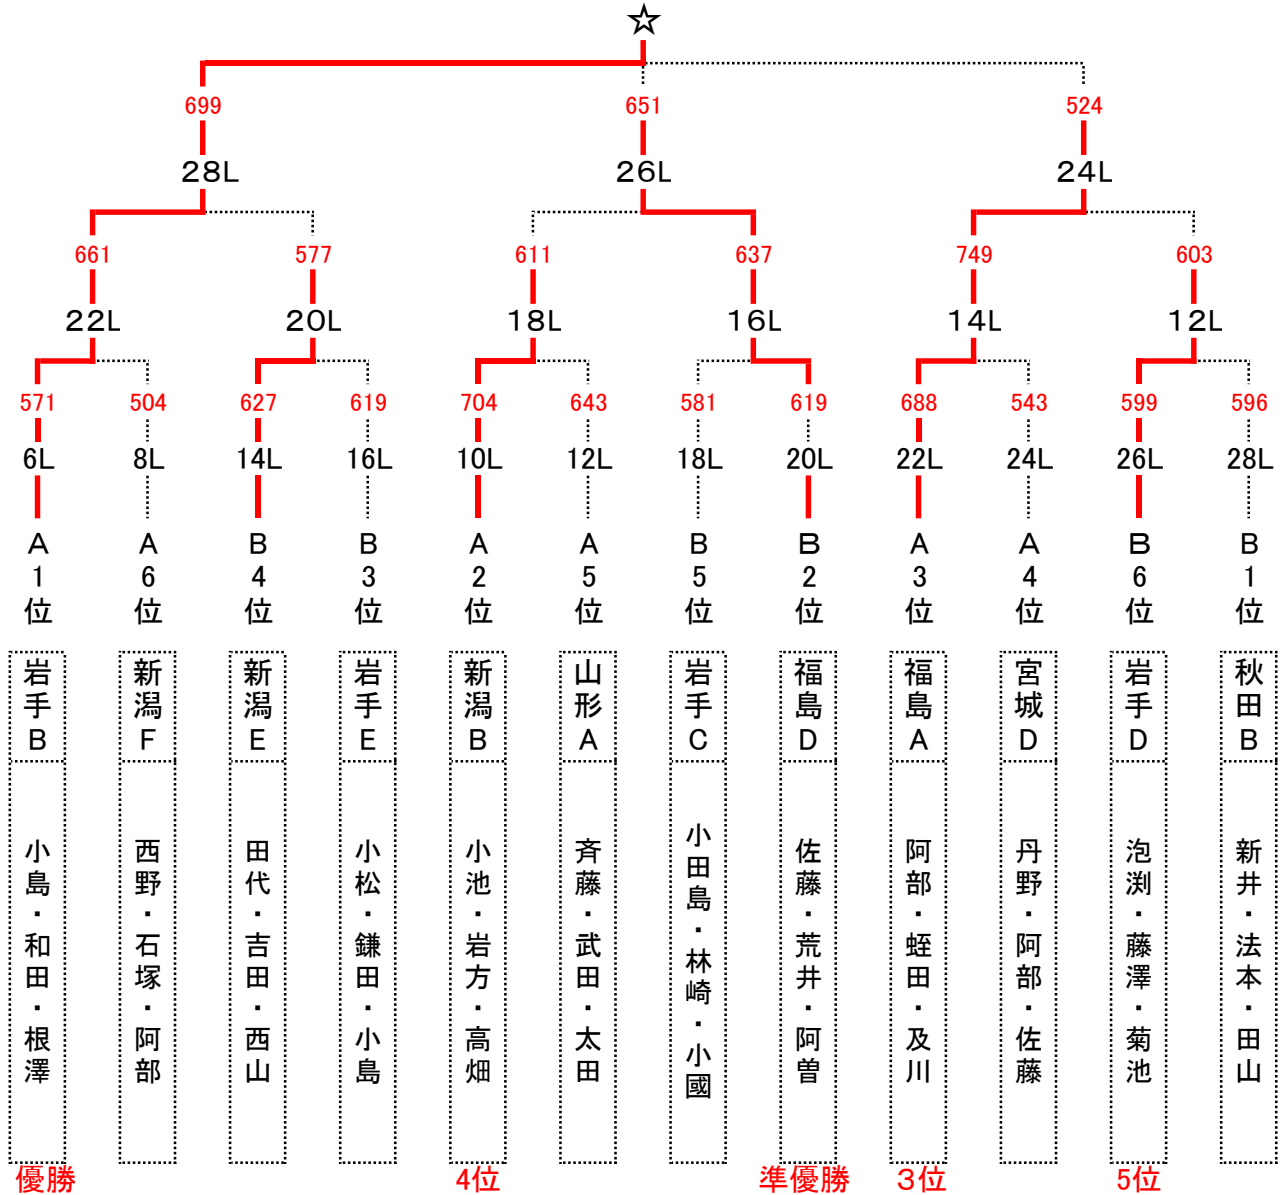 ☆
699 651 524
28L 26L 24L
661 577 611 637 749 603
22L 20L 18L 16L 14L 12L
571 504 627 619 704 643 581 619 688 543 599 596
6L 8L 14L 16L 10L 12L 18L 20L 22L 24L 26L 28L
A1位 A6位 B4位 B3位 A2位 A5位 B5位 B2位 A3位 A4位 B6位 B1位
岩手B 新潟F 新潟E 岩手E 新潟B 山形A 岩手C 福島D 福島A 宮城D 岩手D 秋田B
小島・和田・根澤
西野・石塚・阿部
田代・吉田・西山
小松・鎌田・小島
小池・岩方・高畑
斉藤・武田・太田
小田島・林崎・小國
佐藤・荒井・阿曽
阿部・蛭田・及川
丹野・阿部・佐藤
泡渕・藤澤・菊池
新井・法本・田山
優勝 4位 準優勝 3位 5位